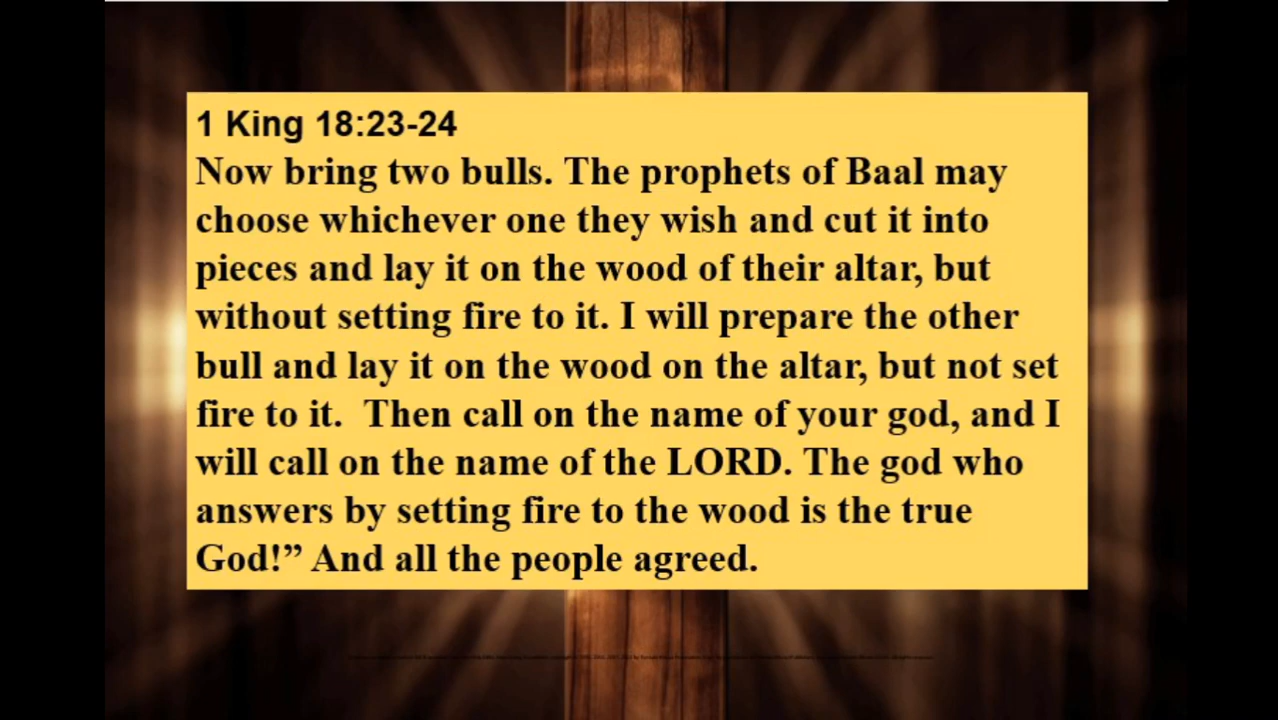 1 King 18:23-24
Now bring two bulls. The prophets of Baal may
choose whichever one they wish and cut it into
pieces and lay it on the wood of their altar, but
without setting fire to it. I will prepare the other
bull and lay it on the wood on the altar, but not set
fire to it.  Then call on the name of your god, and I
will call on the name of the LORD. The god who
answers by setting fire to the wood is the true
God!” And all the people agreed.